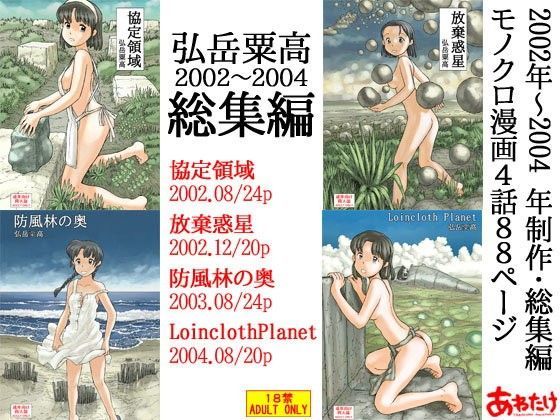 協定領域
弘岳粟高
弘岳粟高
2002~2004
総集編
協定領域
2002.08/24p
放棄惑星
2002.12/20p
防風林の奥
2003.08/24p
LoinclothPlanet
2004.08/20p
18禁
ADULT ONLY
放棄惑星
弘岳粟高
防風林の奥
弘岳粟高
Loincloth Planet
弘岳粟高
2002年~2004 年制作・総集編
モノクロ漫画4話88ページ
あわたけ